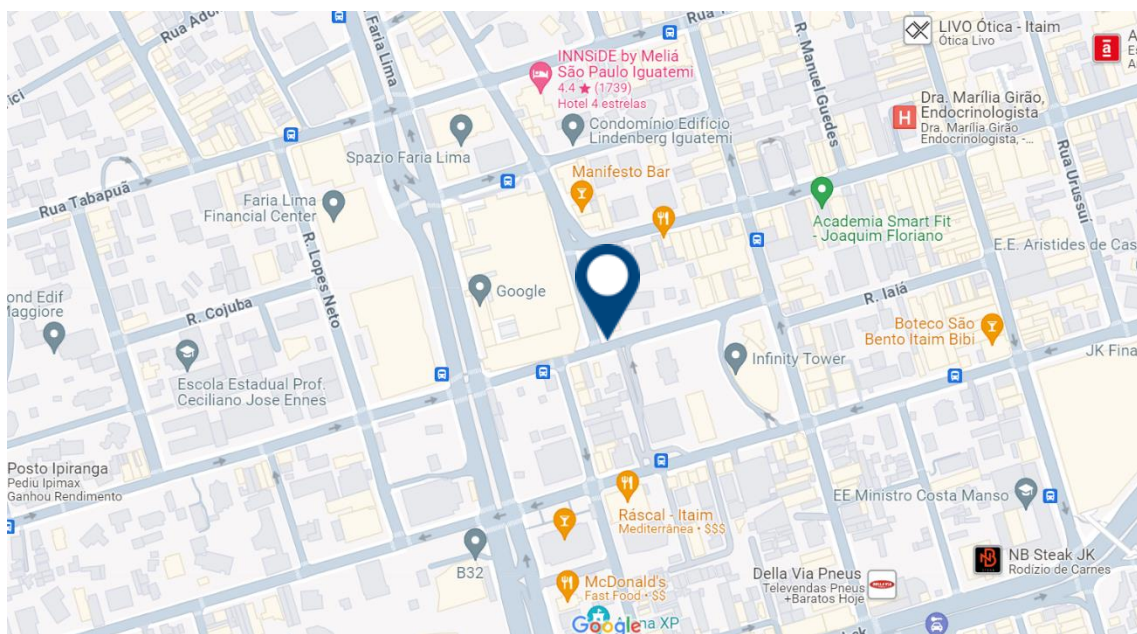 Rua Ado
Faria Lima
Rua T
INNSiDE by Meliá
São Paulo Iguatemi
4.4 ★ (1739)
Hotel 4 estrelas
R. Manuel Guedes
LIVO Ótica - Itaim
Ótica Livo
Dra. Marília Girão,
Endocrinologista
Dra. Marília Girão
Endocrinologista, -...
Condomínio Edifício
Lindenberg Iguatemi
Spazio Faria Lima
Rua Urussuí
Manifesto Bar
Rua Tabapuã
Faria Lima
Financial Center
Academia Smart Fit
- Joaquim Floriano
E.E. Aristides de Cas
R. Lopes Neto
ond Edif
Maggiore
R. Cojuba
Google
R. Iaiá
Boteco São
Bento Itaim Bibi
JK Fina
Infinity Tower
Escola Estadual Prof.
Ceciliano Jose Ennes
Posto Ipiranga
Pediu Ipimax
Ganhou Rendimento
EE Ministro Costa Manso
Ráscal - Itaim
Mediterrânea • $$$
B32
NB Steak JK
Rodízio de Carnes
McDonald's
Fast Food • $$
Della Via Pneus
Televendas Pneus
+Baratos Hoje
Google
na XP